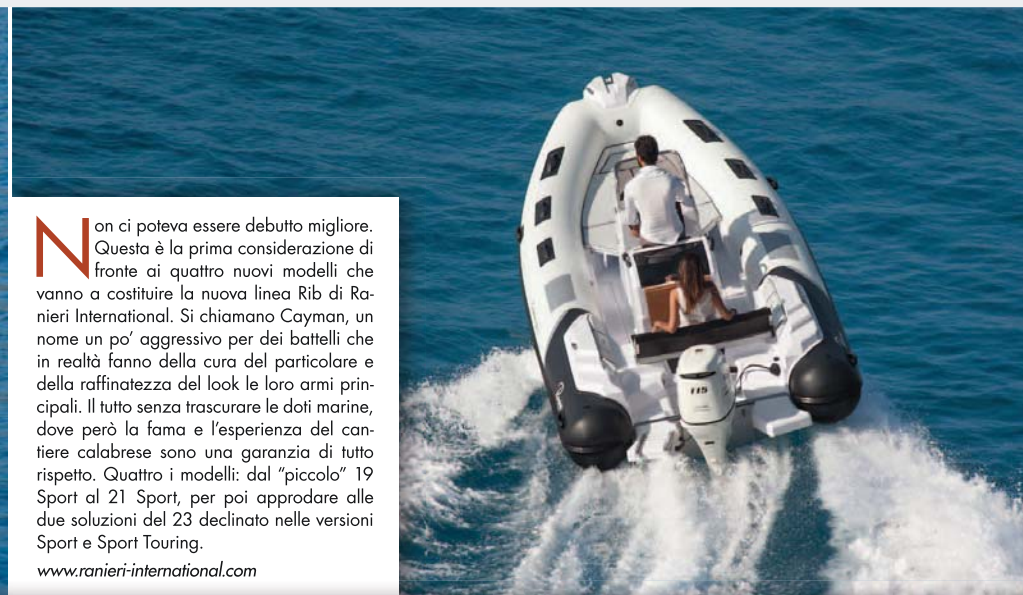 Non ci poteva essere debutto migliore.
Questa è la prima considerazione di
fronte ai quattro nuovi modelli che
vanno a costituire la nuova linea Rib di Ra-
nieri International. Si chiamano Cayman, un
nome un po’ aggressivo per dei battelli che
in realtà fanno della cura del particolare e
della raffinatezza del look le loro armi prin-
cipali. Il tutto senza trascurare le doti marine,
dove però la fama e l’esperienza del can-
tiere calabrese sono una garanzia di tutto
rispetto. Quattro i modelli: dal “piccolo” 19
Sport al 21 Sport, per poi approdare alle
due soluzioni del 23 declinato nelle versioni
Sport e Sport Touring.
www.ranieri-international.com
115